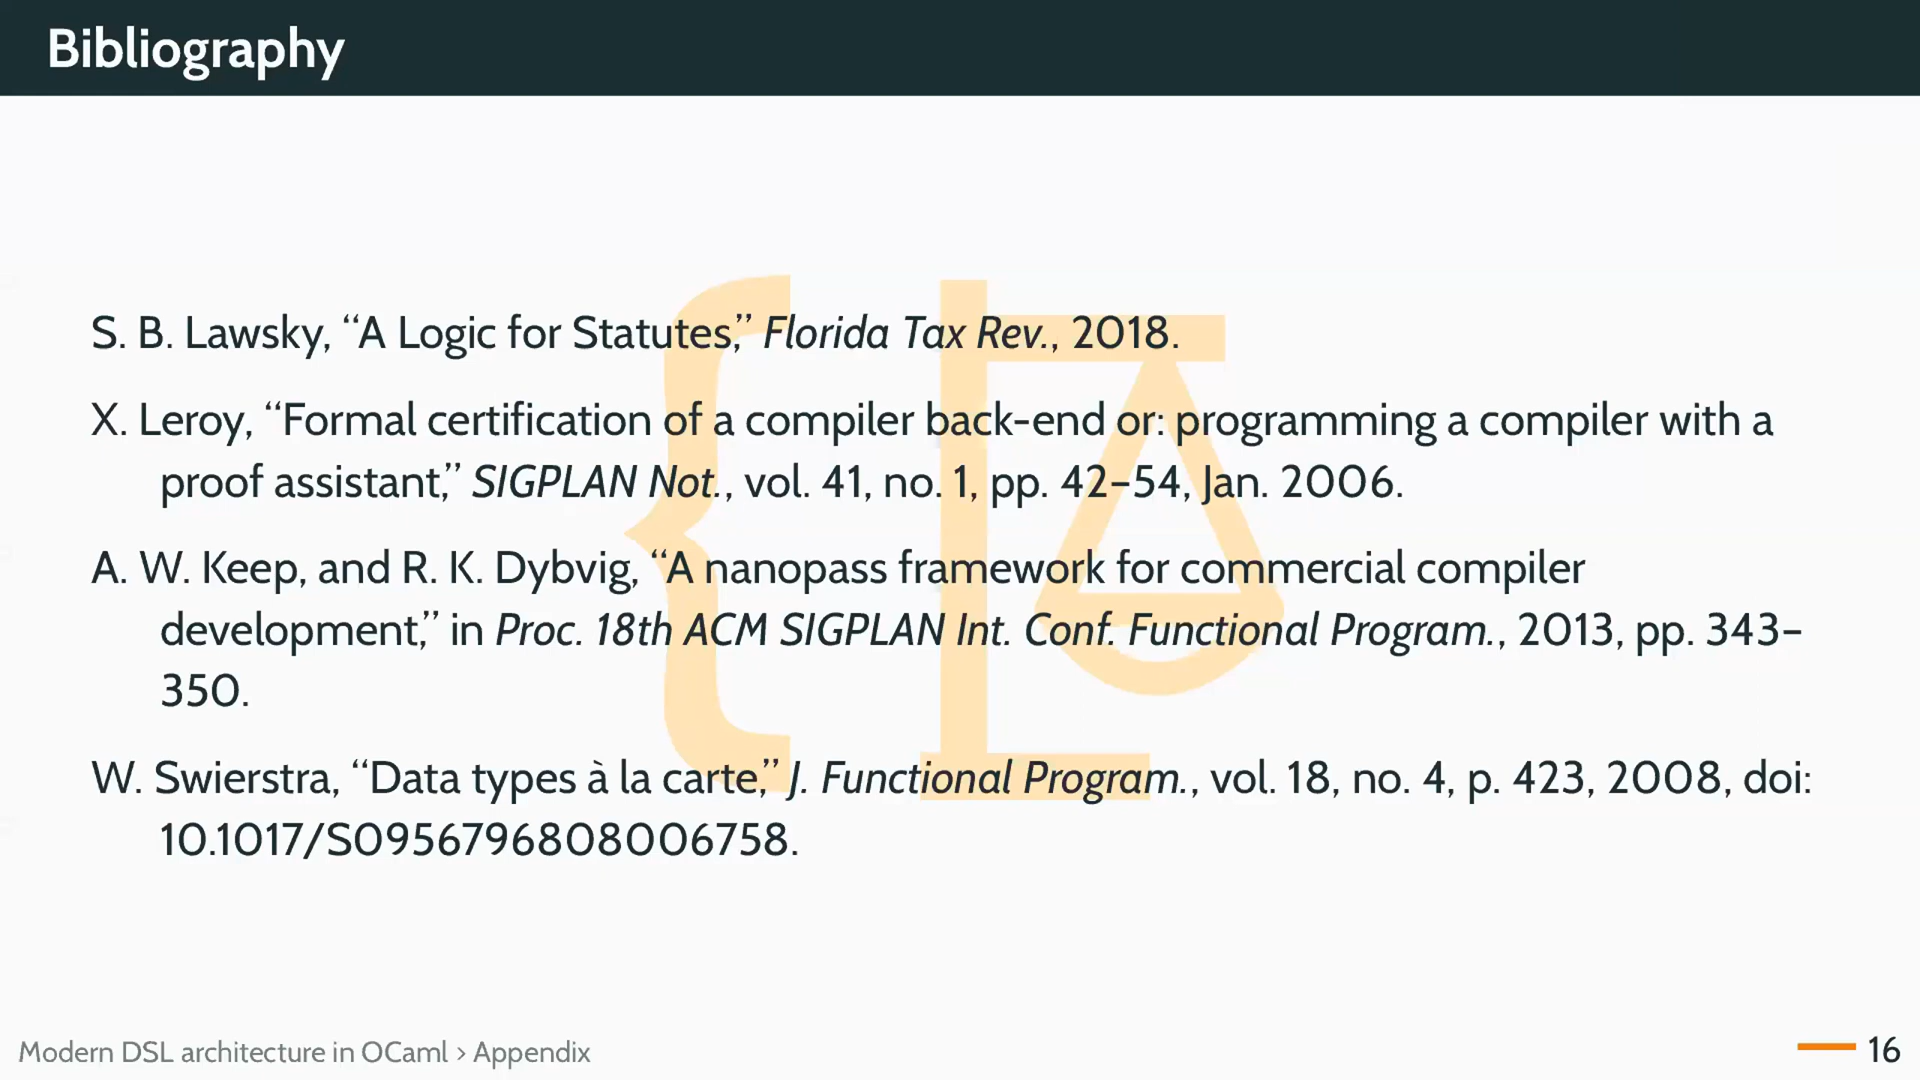 Bibliography
S. B. Lawsky, “A Logic for Statutes,” Florida Tax Rev., 2018.
X. Leroy, “Formal certification of a compiler back-end or: programming a compiler with a
proof assistant,” SIGPLAN Not., vol. 41, no. 1, pp. 42–54, Jan. 2006.
A. W. Keep, and R. K. Dybvig, “A nanopass framework for commercial compiler
development,” in Proc. 18th ACM SIGPLAN Int. Conf. Functional Program., 2013, pp. 343–
350.
W. Swierstra, “Data types à la carte,” J. Functional Program., vol. 18, no. 4, p. 423, 2008, doi:
10.1017/S0956796808006758.
Modern DSL architecture in OCaml › Appendix
16